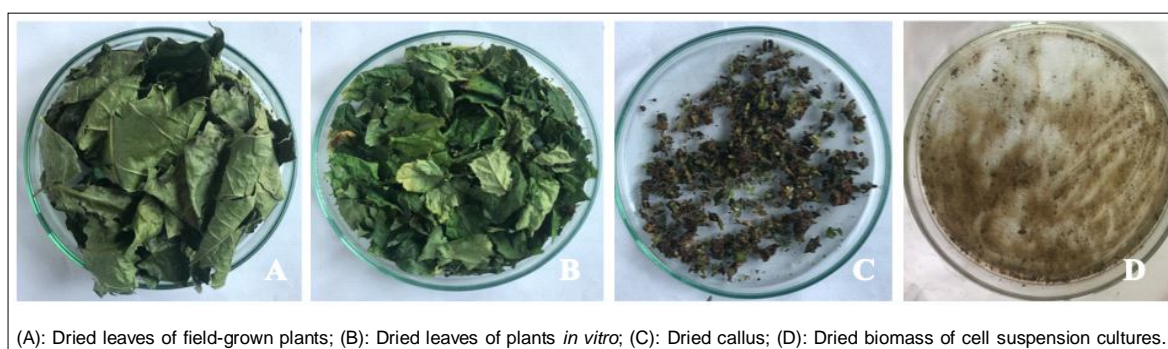 A
B
C
D
(A): Dried leaves of field-grown plants; (B): Dried leaves of plants in vitro; (C): Dried callus; (D): Dried biomass of cell suspension cultures.